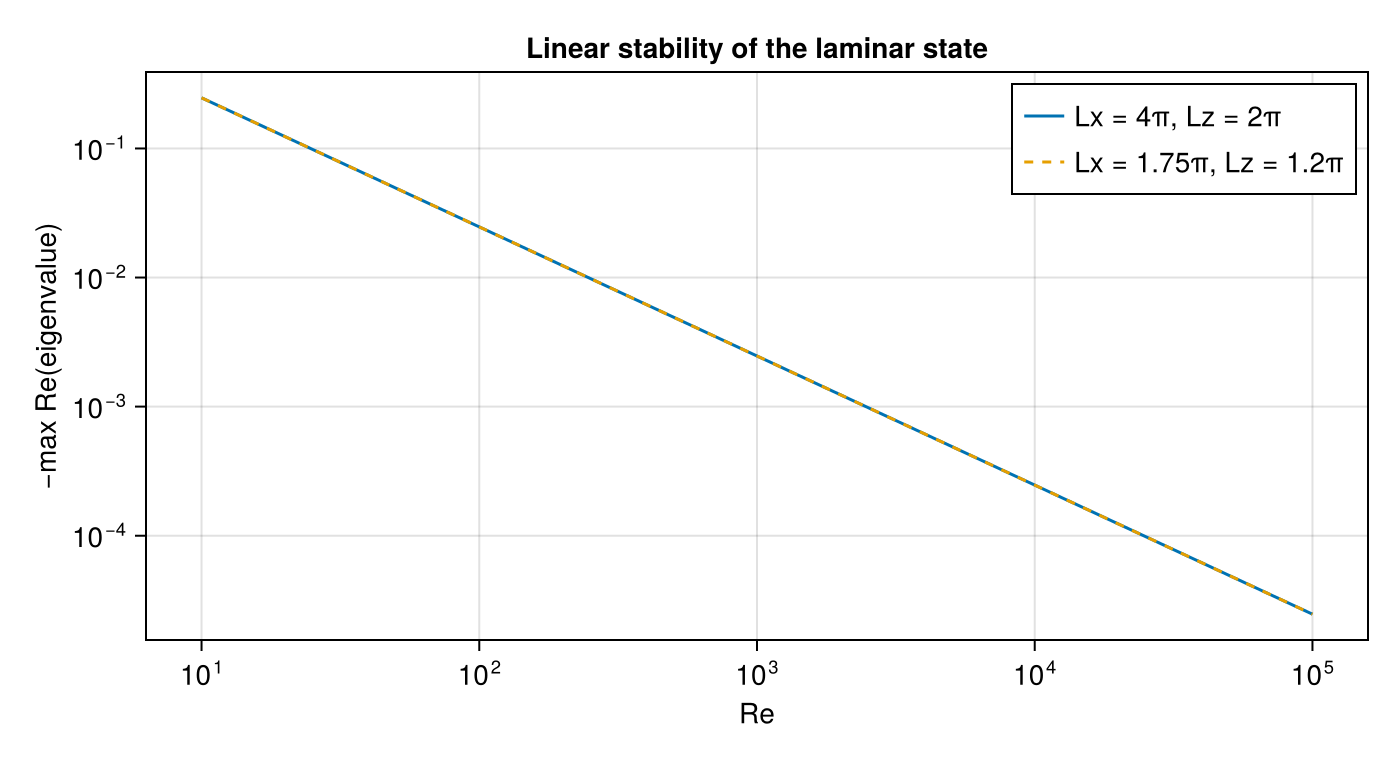 Linear stability of the laminar state
Lx = 4π, Lz = 2π
Lx = 1.75π, Lz = 1.2π
−max Re(eigenvalue)
10⁻¹
10⁻²
10⁻³
10⁻⁴
10¹ 10² 10³ 10⁴ 10⁵
Re